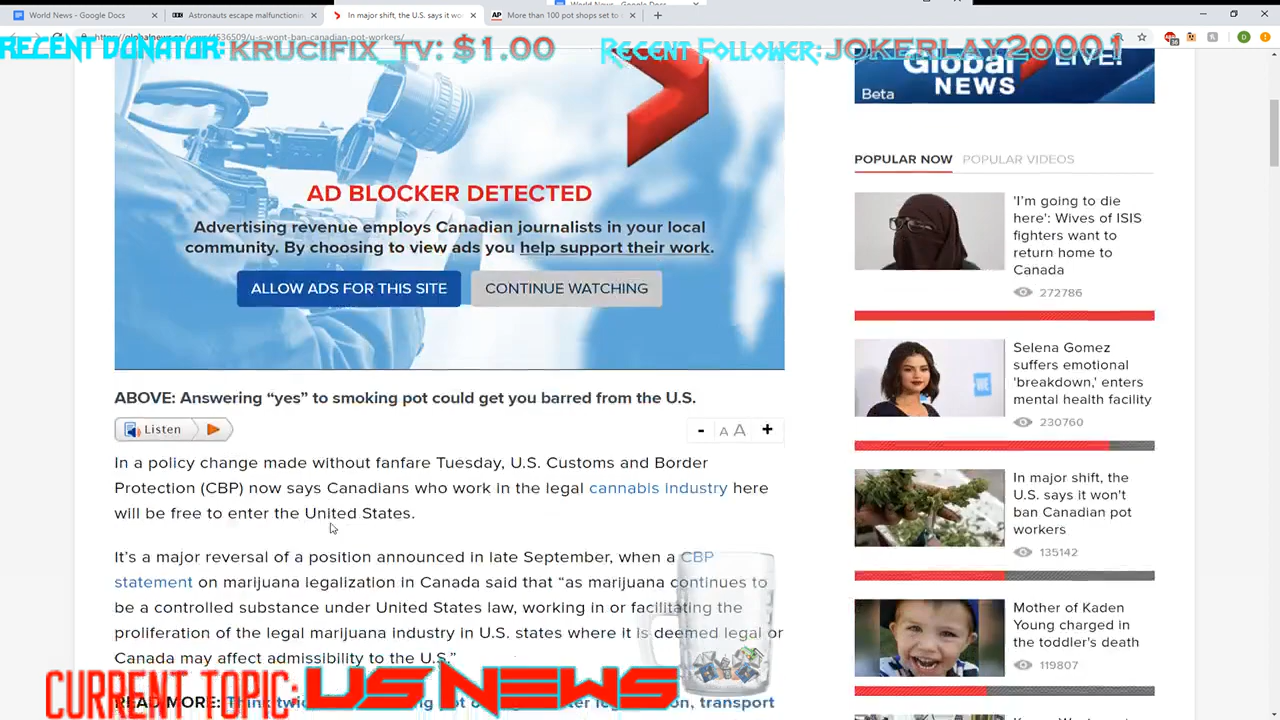 World News - Google Docs
Astronauts escape malfunctioning
In major shift, the U.S. says it wo
AP More than 100 pot shops set to
RECENT DONATOR: KRUCIFIX_TV: $1.00 RECENT FOLLOWER: JOKERLAY20001
Global LIVE!
NEWS
Beta
AD BLOCKER DETECTED
Advertising revenue employs Canadian journalists in your local
community. By choosing to view ads you help support their work.
ALLOW ADS FOR THIS SITE
CONTINUE WATCHING
ABOVE: Answering “yes” to smoking pot could get you barred from the U.S.
Listen
- A A +
In a policy change made without fanfare Tuesday, U.S. Customs and Border
Protection (CBP) now says Canadians who work in the legal cannabis industry here
will be free to enter the United States.
It’s a major reversal of a position announced in late September, when a CBP
statement on marijuana legalization in Canada said that “as marijuana continues to
be a controlled substance under United States law, working in or facilitating the
proliferation of the legal marijuana industry in U.S. states where it is deemed legal or
Canada may affect admissibility to the U.S.”
READ MORE: Think twice transport
CURRENT TOPIC: US NEWS
POPULAR NOW POPULAR VIDEOS
'I'm going to die
here': Wives of ISIS
fighters want to
return home to
Canada
272786
Selena Gomez
suffers emotional
'breakdown,' enters
mental health facility
230760
In major shift, the
U.S. says it won't
ban Canadian pot
workers
135142
Mother of Kaden
Young charged in
the toddler's death
119807